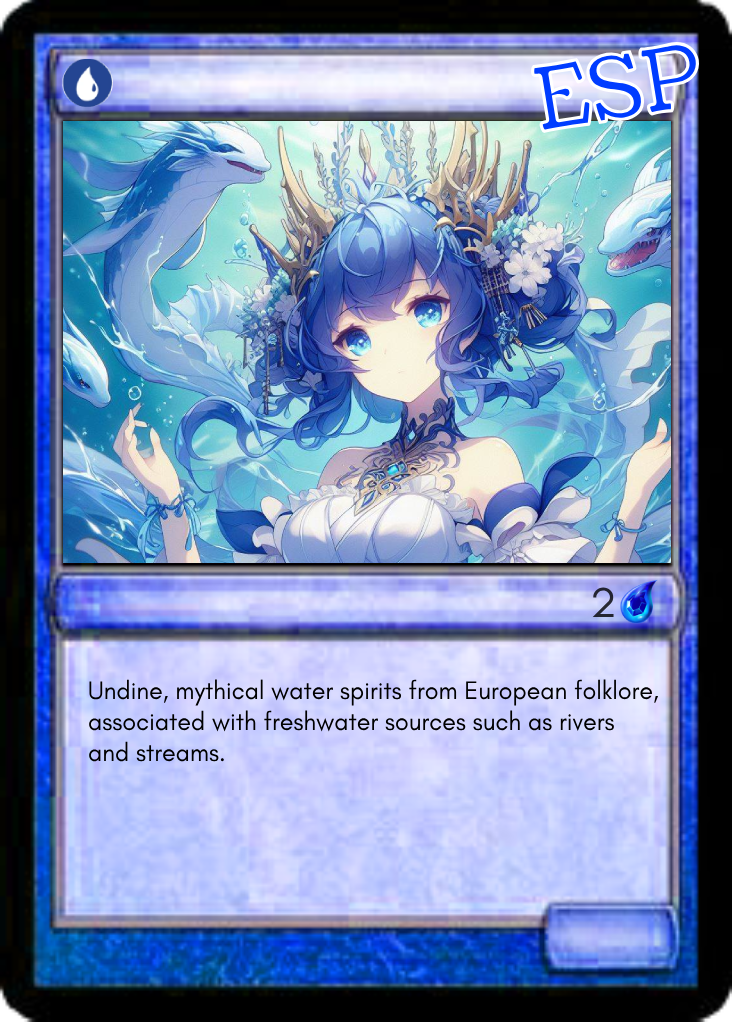 ESP
2
Undine, mythical water spirits from European folklore,
associated with freshwater sources such as rivers
and streams.